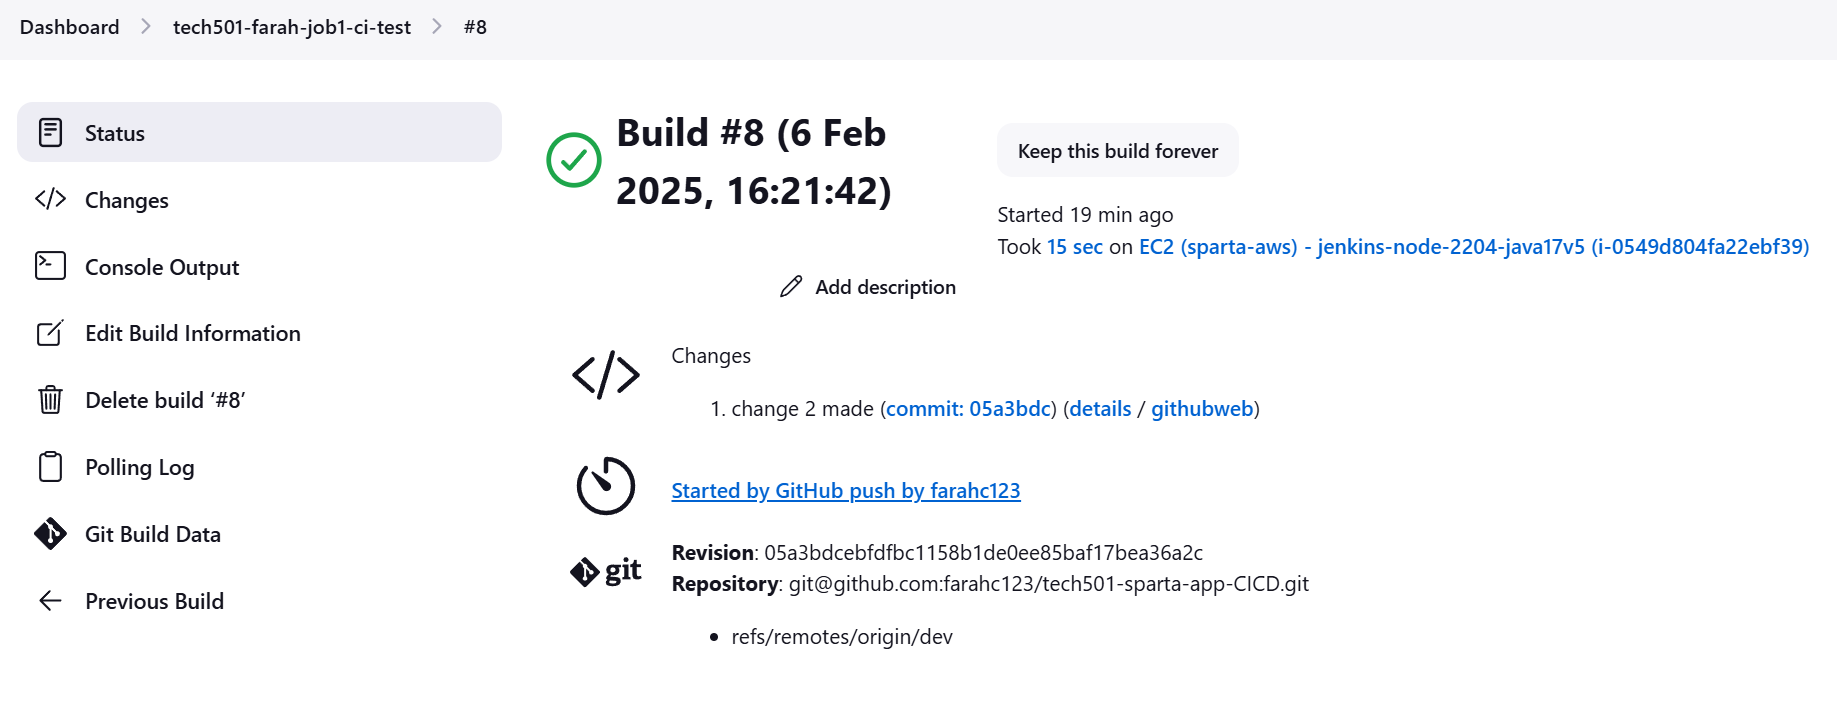 Dashboard > tech501-farah-job1-ci-test > #8
Status
Changes
Console Output
Edit Build Information
Delete build ‘#8’
Polling Log
Git Build Data
Previous Build
Build #8 (6 Feb
2025, 16:21:42)
Add description
Keep this build forever
Started 19 min ago
Took 15 sec on EC2 (sparta-aws) - jenkins-node-2204-java17v5 (i-0549d804fa22ebf39)
Changes
1. change 2 made (commit: 05a3bdc) (details / githubweb)
Started by GitHub push by farahc123
git
Revision: 05a3bdcebfdfbc1158b1de0ee85baf17bea36a2c
Repository: git@github.com:farahc123/tech501-sparta-app-CICD.git
• refs/remotes/origin/dev